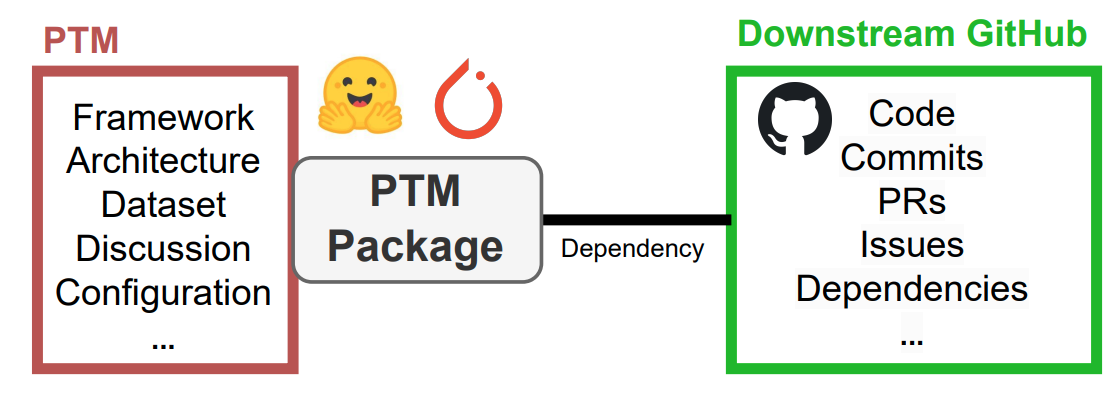 PTM
Framework
Architecture
Dataset
Discussion
Configuration
...
PTM
Package
Dependency
Downstream GitHub
Code
Commits
PRs
Issues
Dependencies
...